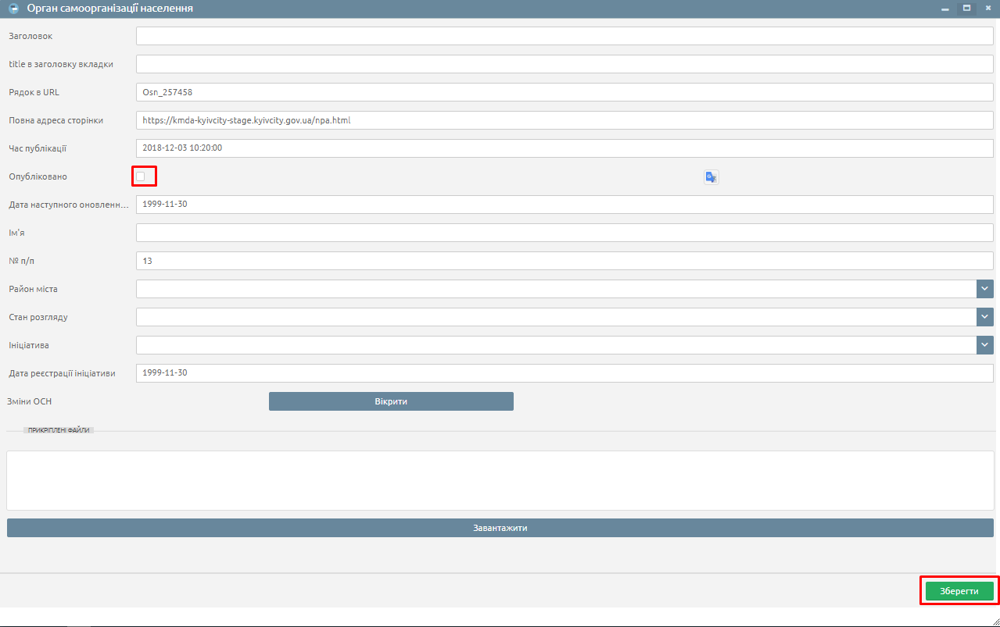 Орган самоорганізації населення
Заголовок
title в заголовку вкладки
Рядок в URL Osn_257458
Повна адреса сторінки https://kmda-kyivcity-stage.kyivcity.gov.ua/npa.html
Час публікації 2018-12-03 10:20:00
Опубліковано
Дата наступного оновленн... 1999-11-30
Ім'я
№ п/п 13
Район міста
Стан розгляду
Ініціатива
Дата реєстрації ініціативи 1999-11-30
Зміни ОСН Вікрити
ПРИКРІПЛЕНІ ФАЙЛИ
Завантажити
Зберегти